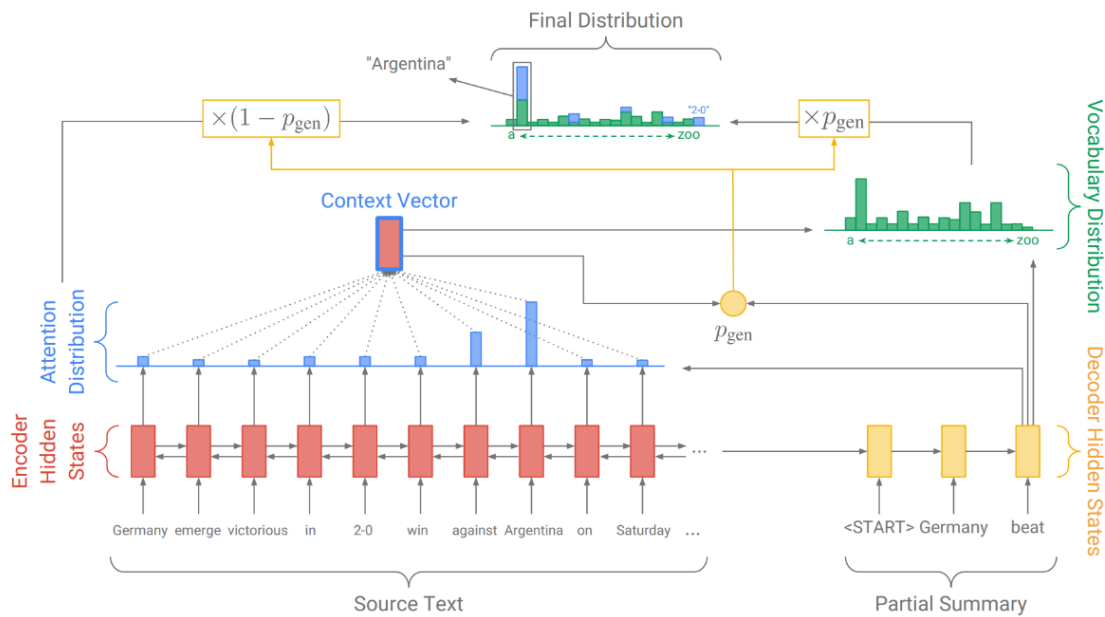 Final Distribution
"Argentina"
"2-0"
a
zoo
×(1 − p_gen)
×p_gen
Context Vector
Vocabulary Distribution
a
zoo
Attention
Distribution
p_gen
Encoder
Hidden
States
Decoder Hidden States
...
Germany emerge victorious in 2-0 win against Argentina on Saturday ...
<START> Germany beat
Source Text
Partial Summary